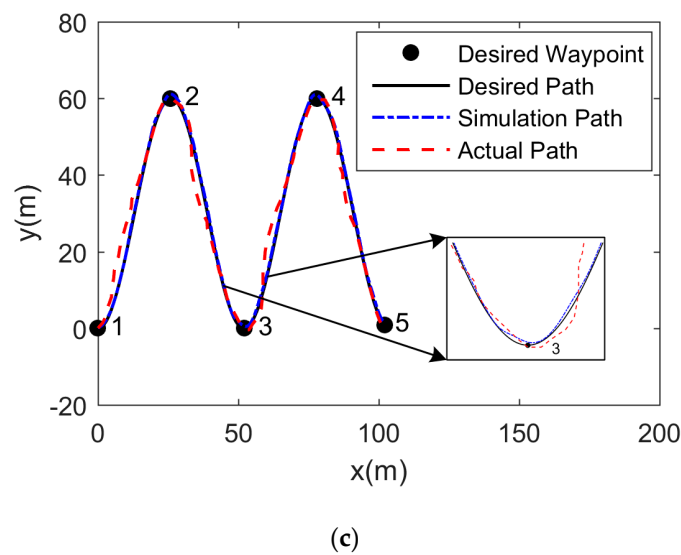 80
60
40
20
0
-20
y(m)
Desired Waypoint
Desired Path
Simulation Path
Actual Path
2
4
1
3
5
3
0
50
100
150
200
x(m)
(c)